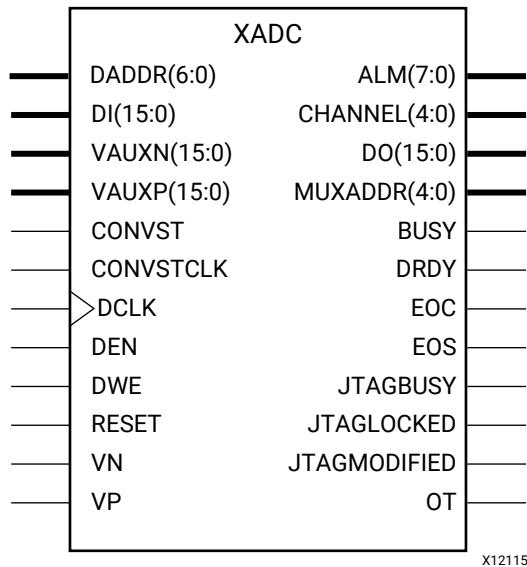 XADC
DADDR(6:0) ALM(7:0)
DI(15:0) CHANNEL(4:0)
VAUXN(15:0) DO(15:0)
VAUXP(15:0) MUXADDR(4:0)
CONVST BUSY
CONVSTCLK DRDY
DCLK EOC
DEN EOS
DWE JTAGBUSY
RESET JTAGLOCKED
VN JTAGMODIFIED
VP OT
X12115